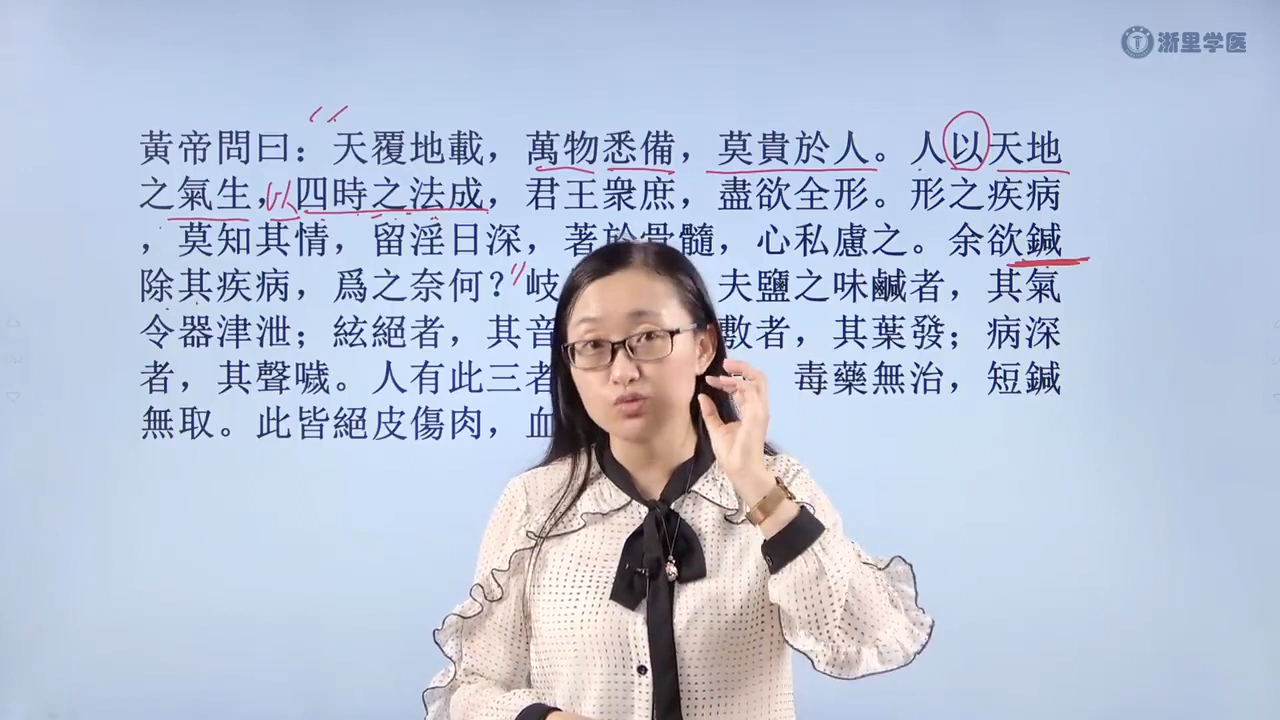 浙里学医
黃帝問曰：天覆地載，萬物悉備，莫貴於人。人以天地
之氣生，以四時之法成，君王衆庶，盡欲全形。形之疾病
，莫知其情，留淫日深，著於骨髓，心私慮之。余欲鍼
除其疾病，爲之奈何？岐 夫鹽之味鹹者，其氣
令器津泄；絃絕者，其音 敷者，其葉發；病深
者，其聲噦。人有此三者 毒藥無治，短鍼
無取。此皆絕皮傷肉，血